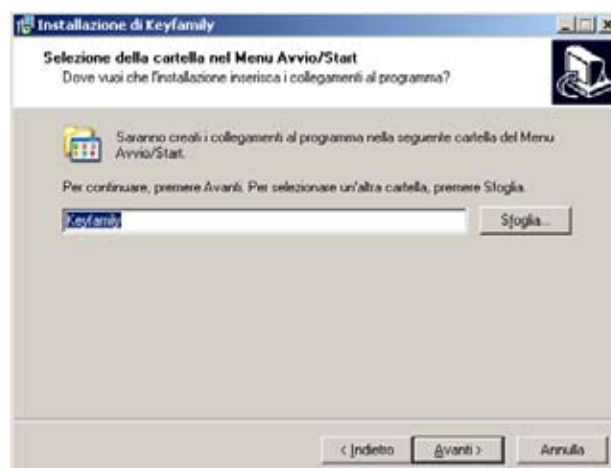 Installazione di Keyfamily
Selezione della cartella nel Menu Avvio/Start
Dove vuoi che l'installazione inserisca i collegamenti al programma?
Saranno creati i collegamenti al programma nella seguente cartella del Menu
Avvio/Start.
Per continuare, premere Avanti. Per selezionare un'altra cartella, premere Sfoglia.
Keyfamily
Sfoglia...
< Indietro
Avanti >
Annulla